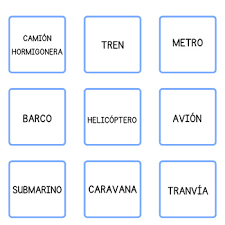 CAMIÓN
HORMIGONERA
TREN
METRO
BARCO
HELICÓPTERO
AVIÓN
SUBMARINO
CARAVANA
TRANVÍA